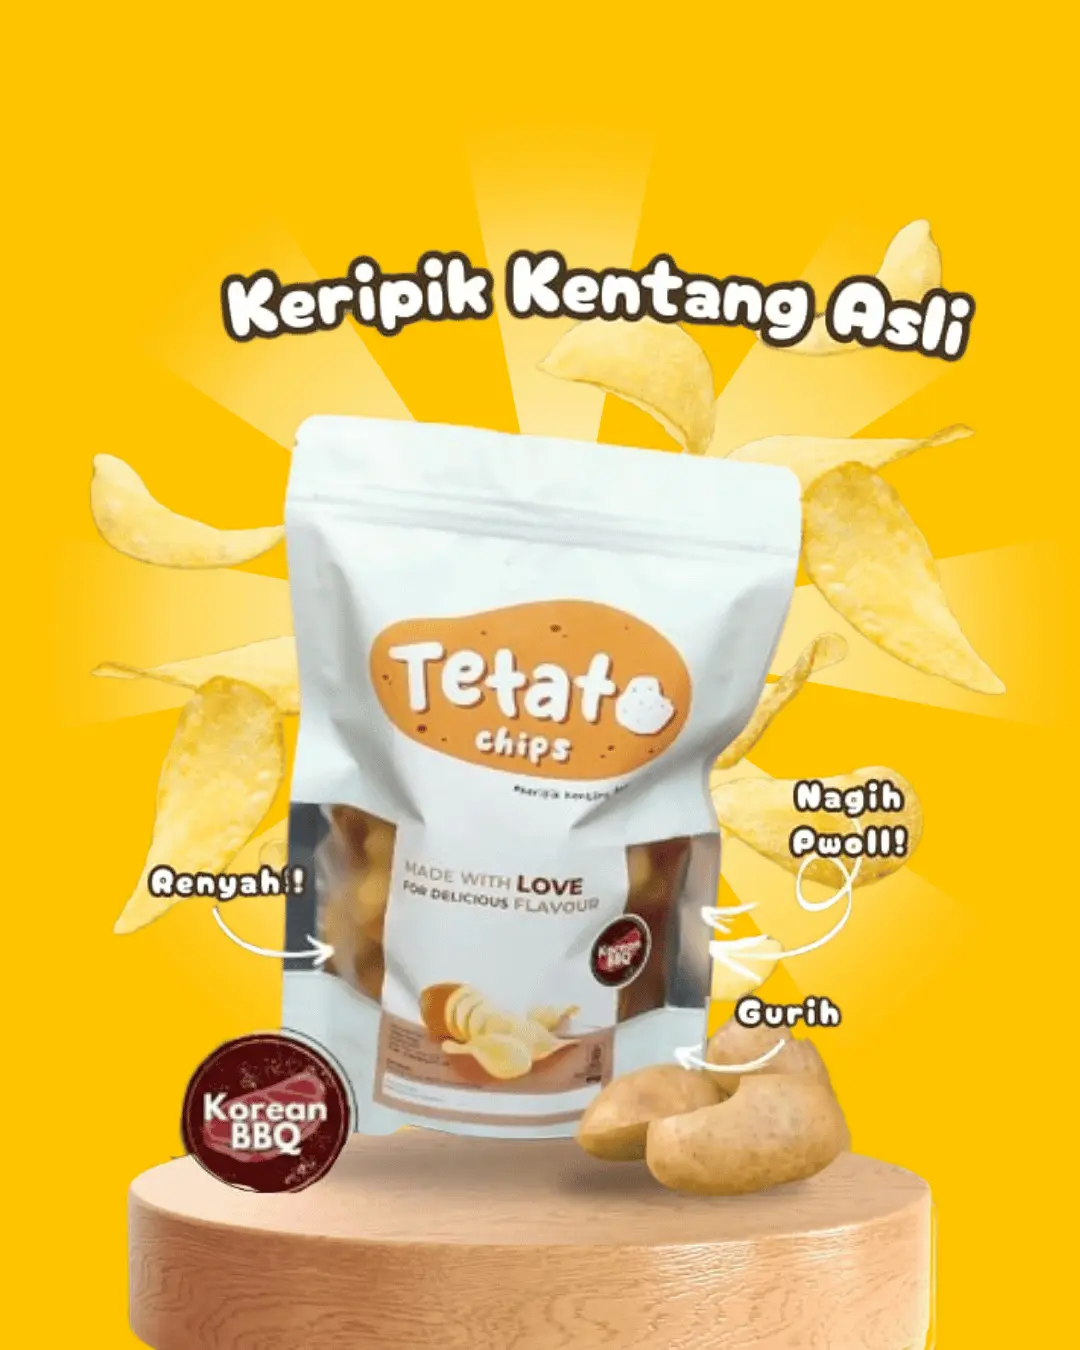 Keripik Kentang Asli
Tetato
chips
MADE WITH LOVE
FOR DELICIOUS FLAVOUR
Korean
BBQ
Renyah!!
Nagih
Pwoll!
Gurih
Korean
BBQ